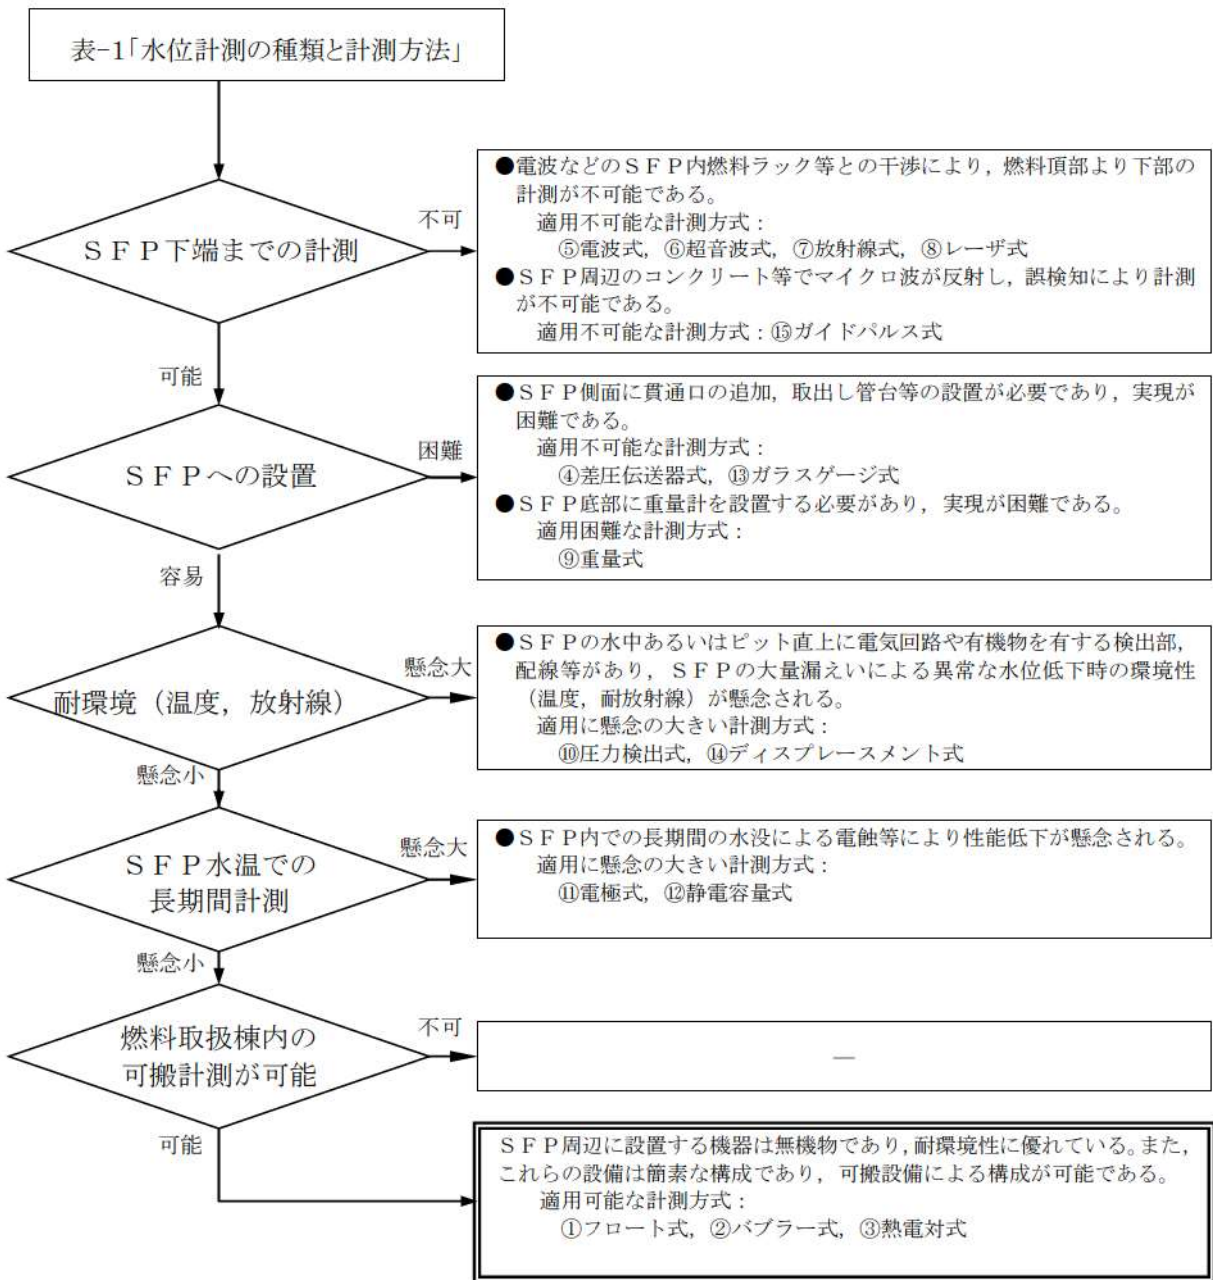 表-1「水位計測の種類と計測方法」
SFP下端までの計測
不可
●電波などのSFP内燃料ラック等との干渉により，燃料頂部より下部の
計測が不可能である。
適用不可能な計測方式：
⑤電波式，⑥超音波式，⑦放射線式，⑧レーザ式
●SFP周辺のコンクリート等でマイクロ波が反射し，誤検知により計測
が不可能である。
適用不可能な計測方式：⑮ガイドパルス式
可能
SFPへの設置
困難
●SFP側面に貫通口の追加，取出し管台等の設置が必要であり，実現が
困難である。
適用不可能な計測方式：
④差圧伝送器式，⑬ガラスゲージ式
●SFP底部に重量計を設置する必要があり，実現が困難である。
適用困難な計測方式：
⑨重量式
容易
耐環境（温度，放射線）
懸念大
●SFPの水中あるいはピット直上に電気回路や有機物を有する検出部，
配線等があり，SFPの大量漏えいによる異常な水位低下時の環境性
（温度，耐放射線）が懸念される。
適用に懸念の大きい計測方式：
⑩圧力検出式，⑭ディスプレースメント式
懸念小
SFP水温での
長期間計測
懸念大
●SFP内での長期間の水没による電蝕等により性能低下が懸念される。
適用に懸念の大きい計測方式：
⑪電極式，⑫静電容量式
懸念小
燃料取扱棟内の
可搬計測が可能
不可
―
可能
SFP周辺に設置する機器は無機物であり，耐環境性に優れている。また，
これらの設備は簡素な構成であり，可搬設備による構成が可能である。
適用可能な計測方式：
①フロート式，②バブラー式，③熱電対式